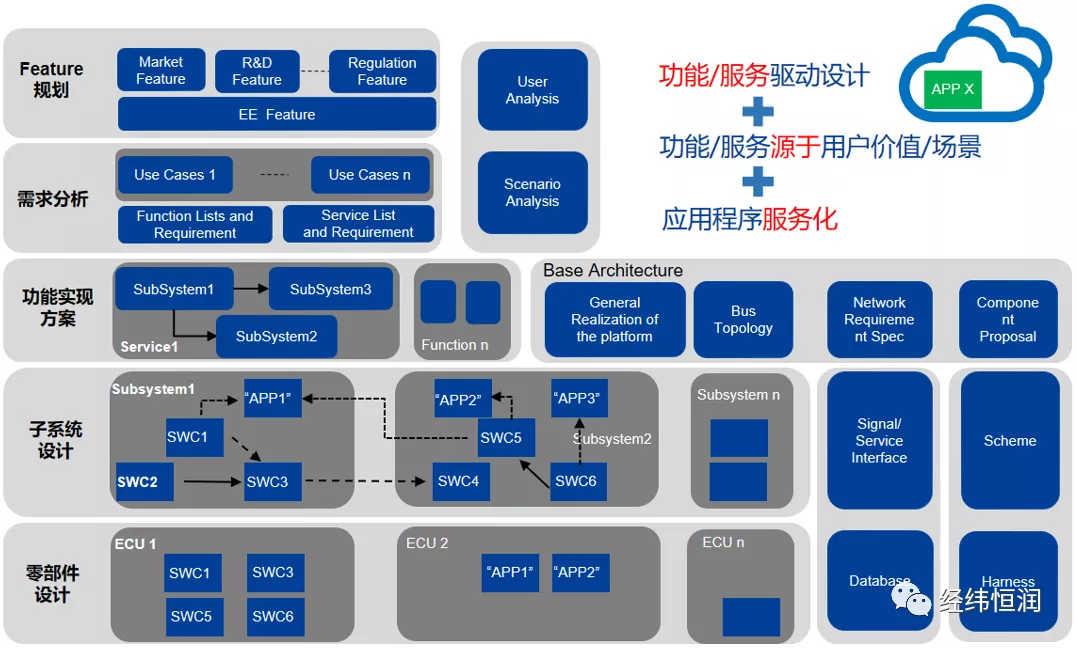 Feature
规划
Market
Feature
R&D
Feature
Regulation
Feature
EE Feature
User
Analysis
功能/服务驱动设计
APP X
功能/服务源于用户价值/场景
应用程序服务化
需求分析
Use Cases 1
Use Cases n
Function Lists and
Requirement
Service List
and Requirement
Scenario
Analysis
功能实现
方案
SubSystem1
SubSystem3
SubSystem2
Service1
Function n
Base Architecture
General
Realization of
the platform
Bus
Topology
Network
Requireme
nt Spec
Compone
nt
Proposal
子系统
设计
Subsystem1
“APP1”
SWC1
SWC2
SWC3
“APP2”
“APP3”
SWC5
Subsystem2
SWC4
SWC6
Subsystem n
Signal/
Service
Interface
Scheme
零部件
设计
ECU 1
SWC1
SWC3
SWC5
SWC6
ECU 2
“APP1”
“APP2”
ECU n
Database
Harness
经纬恒润